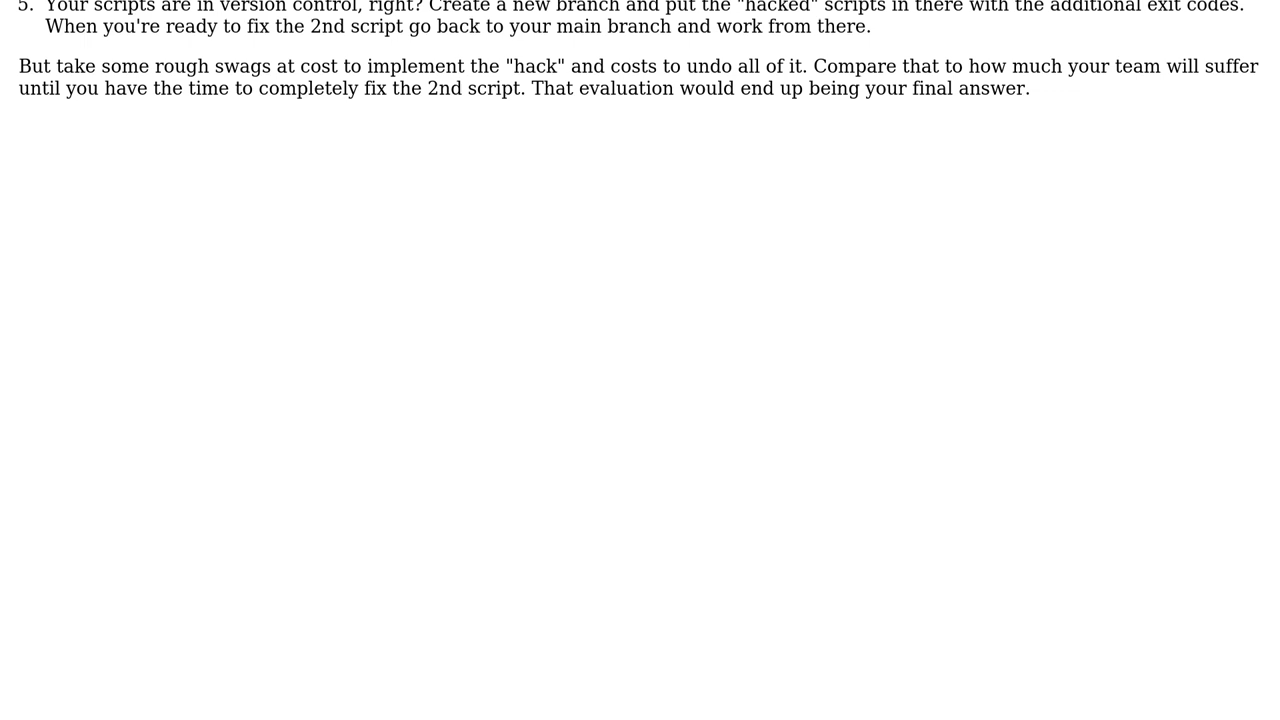 5. Your scripts are in version control, right? Create a new branch and put the "hacked" scripts in there with the additional exit codes.
When you're ready to fix the 2nd script go back to your main branch and work from there.
But take some rough swags at cost to implement the "hack" and costs to undo all of it. Compare that to how much your team will suffer
until you have the time to completely fix the 2nd script. That evaluation would end up being your final answer.